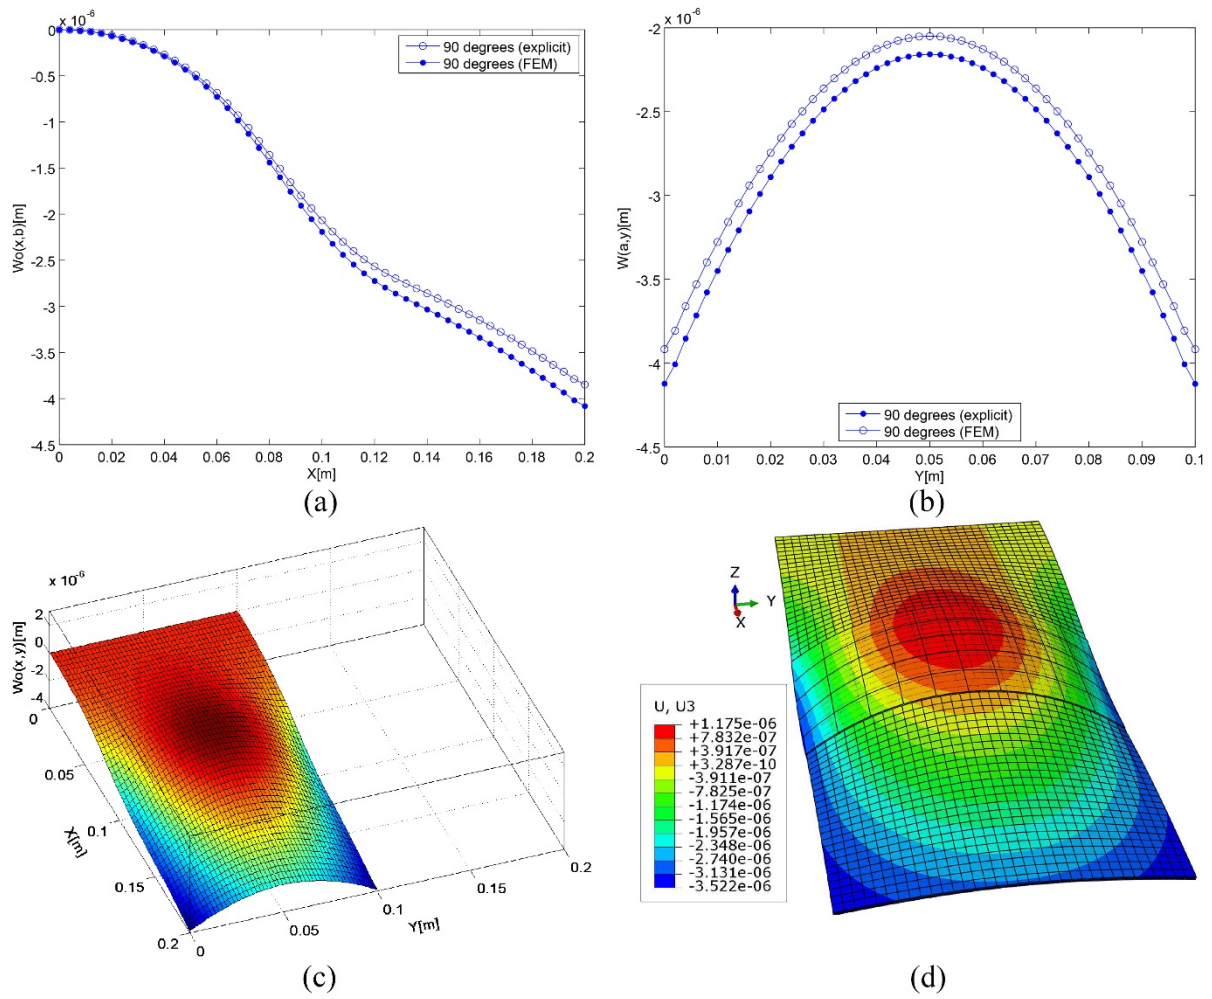 x 10⁻⁶
0
-0.5
-1
-1.5
-2
-2.5
-3
-3.5
-4
-4.5
Wo(x,b)[m]
90 degrees (explicit)
90 degrees (FEM)
0 0.02 0.04 0.06 0.08 0.1 0.12 0.14 0.16 0.18 0.2
X[m]
(a)
x 10⁻⁶
-2
-2.5
-3
-3.5
-4
-4.5
W(a,y)[m]
90 degrees (explicit)
90 degrees (FEM)
0 0.01 0.02 0.03 0.04 0.05 0.06 0.07 0.08 0.09 0.1
Y[m]
(b)
x 10⁻⁶
2
0
-2
-4
Wo(x,y)[m]
0
0.05
0.1
0.15
0.2
X[m]
0
0.05
0.1
0.15
0.2
Y[m]
(c)
Z
Y
X
U, U3
+1.175e-06
+7.832e-07
+3.917e-07
+3.287e-10
-3.911e-07
-7.825e-07
-1.174e-06
-1.565e-06
-1.957e-06
-2.348e-06
-2.740e-06
-3.131e-06
-3.522e-06
(d)